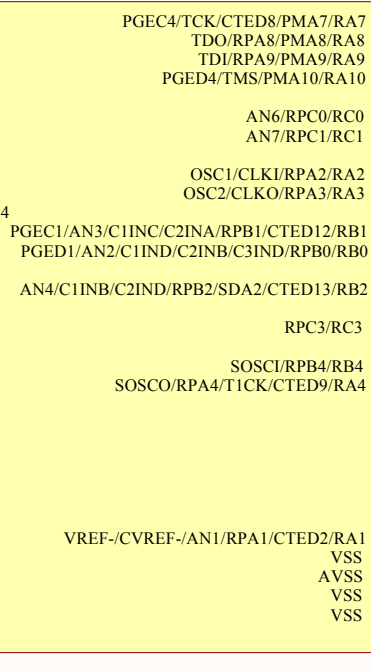 PGEC4/TCK/CTED8/PMA7/RA7
TDO/RPA8/PMA8/RA8
TDI/RPA9/PMA9/RA9
PGED4/TMS/PMA10/RA10
AN6/RPC0/RC0
AN7/RPC1/RC1
OSC1/CLKI/RPA2/RA2
OSC2/CLKO/RPA3/RA3
4
PGEC1/AN3/C1INC/C2INA/RPB1/CTED12/RB1
PGED1/AN2/C1IND/C2INB/C3IND/RPB0/RB0
AN4/C1INB/C2IND/RPB2/SDA2/CTED13/RB2
RPC3/RC3
SOSCI/RPB4/RB4
SOSCO/RPA4/T1CK/CTED9/RA4
VREF-/CVREF-/AN1/RPA1/CTED2/RA1
VSS
AVSS
VSS
VSS